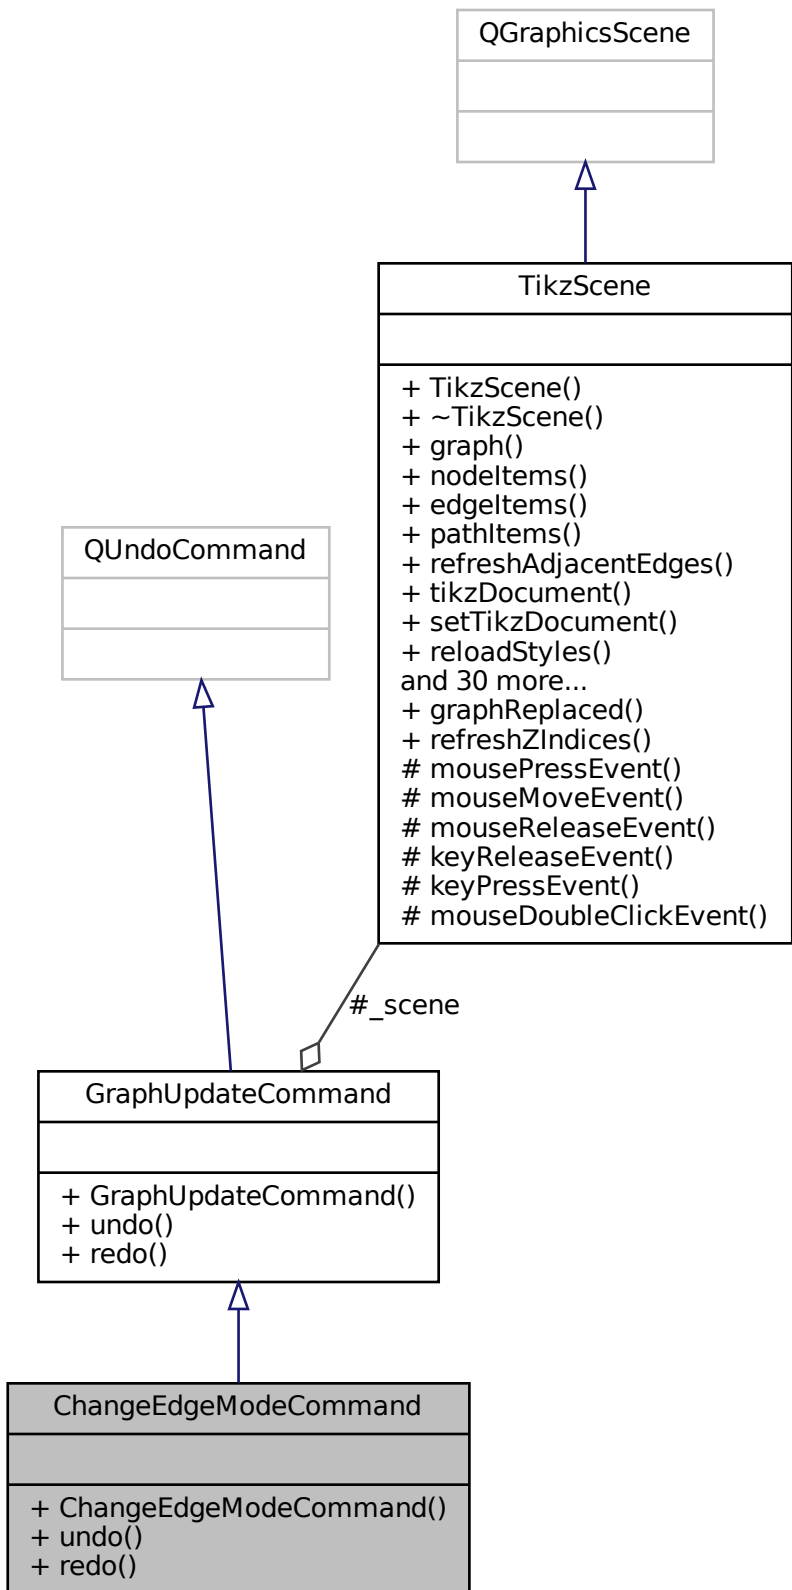 QGraphicsScene
TikzScene
+ TikzScene()
+ ~TikzScene()
+ graph()
+ nodeItems()
+ edgeItems()
+ pathItems()
+ refreshAdjacentEdges()
+ tikzDocument()
+ setTikzDocument()
+ reloadStyles()
and 30 more...
+ graphReplaced()
+ refreshZIndices()
# mousePressEvent()
# mouseMoveEvent()
# mouseReleaseEvent()
# keyReleaseEvent()
# keyPressEvent()
# mouseDoubleClickEvent()
QUndoCommand
#_scene
GraphUpdateCommand
+ GraphUpdateCommand()
+ undo()
+ redo()
ChangeEdgeModeCommand
+ ChangeEdgeModeCommand()
+ undo()
+ redo()